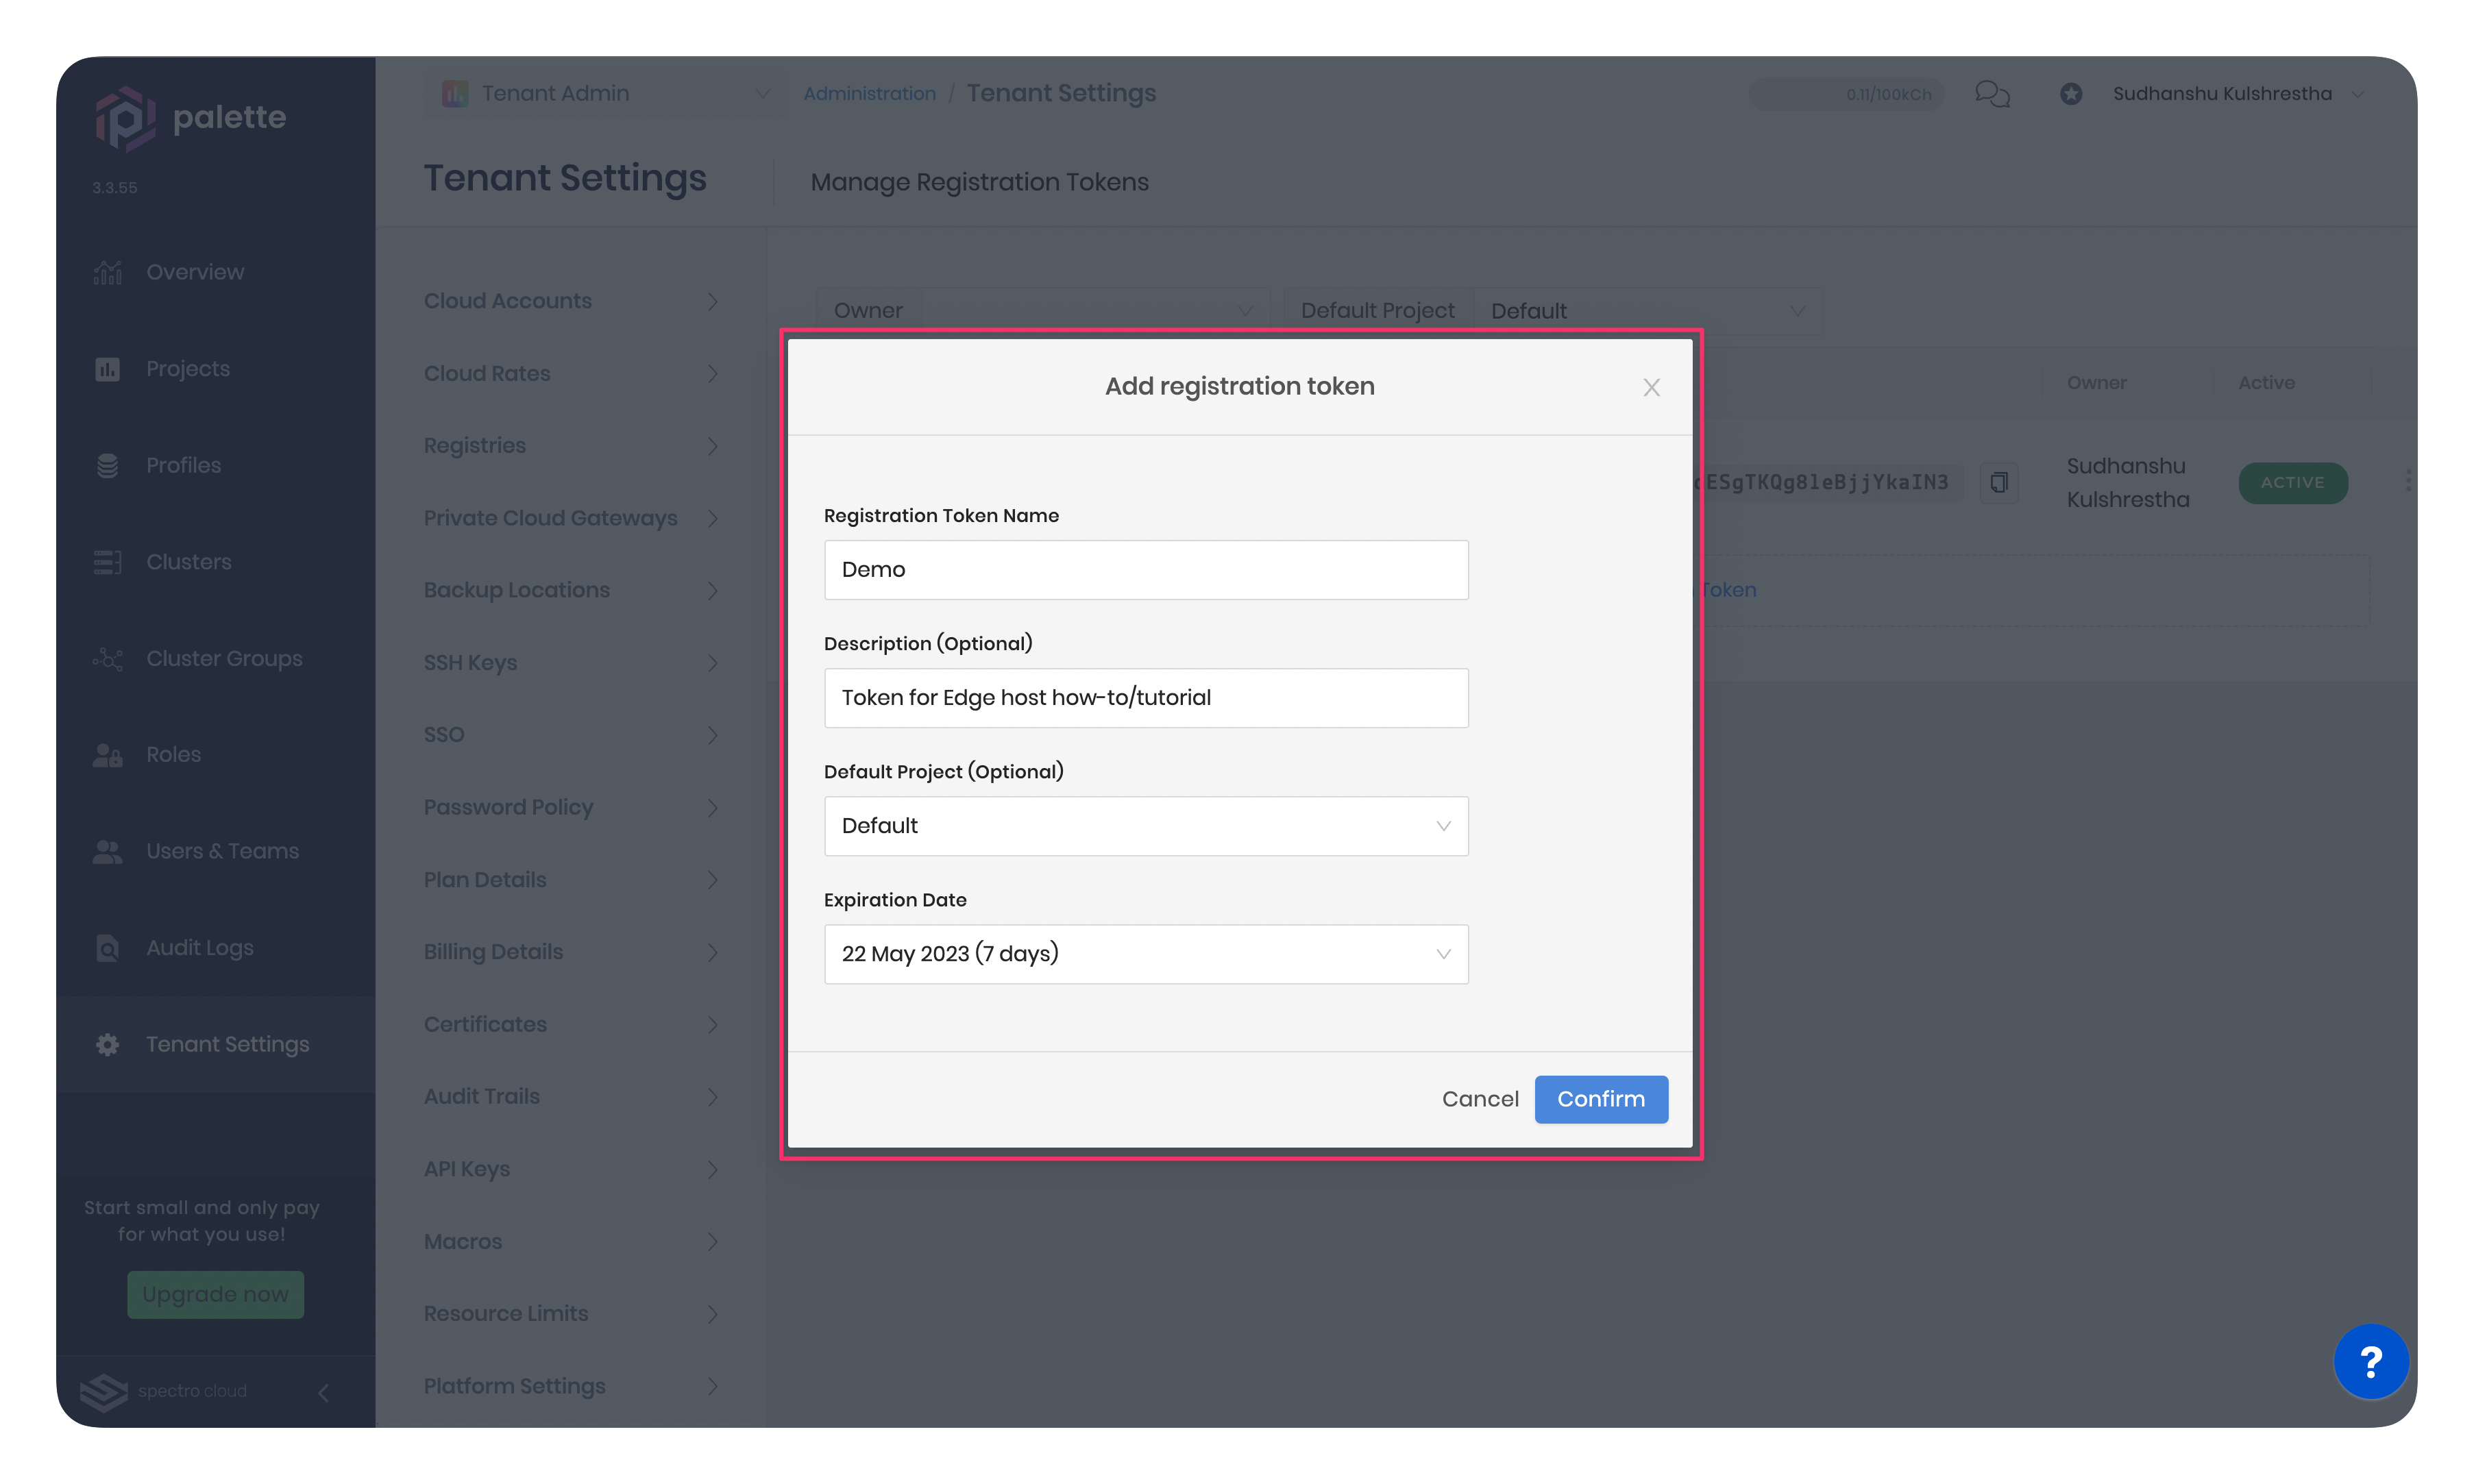 palette
3.3.55
Overview
Projects
Profiles
Clusters
Cluster Groups
Roles
Users & Teams
Audit Logs
Tenant Settings
Start small and only pay
for what you use!
Upgrade now
spectro cloud
Tenant Admin
Administration / Tenant Settings
0.11/100kCh
Sudhanshu Kulshrestha
Tenant Settings
Manage Registration Tokens
Cloud Accounts
Cloud Rates
Registries
Private Cloud Gateways
Backup Locations
SSH Keys
SSO
Password Policy
Plan Details
Billing Details
Certificates
Audit Trails
API Keys
Macros
Resource Limits
Platform Settings
Owner
Default Project Default
Owner Active
ESgTKQg8leBjjYkaIN3
Sudhanshu
Kulshrestha
ACTIVE
Token
Add registration token
X
Registration Token Name
Demo
Description (Optional)
Token for Edge host how-to/tutorial
Default Project (Optional)
Default
Expiration Date
22 May 2023 (7 days)
Cancel Confirm
?